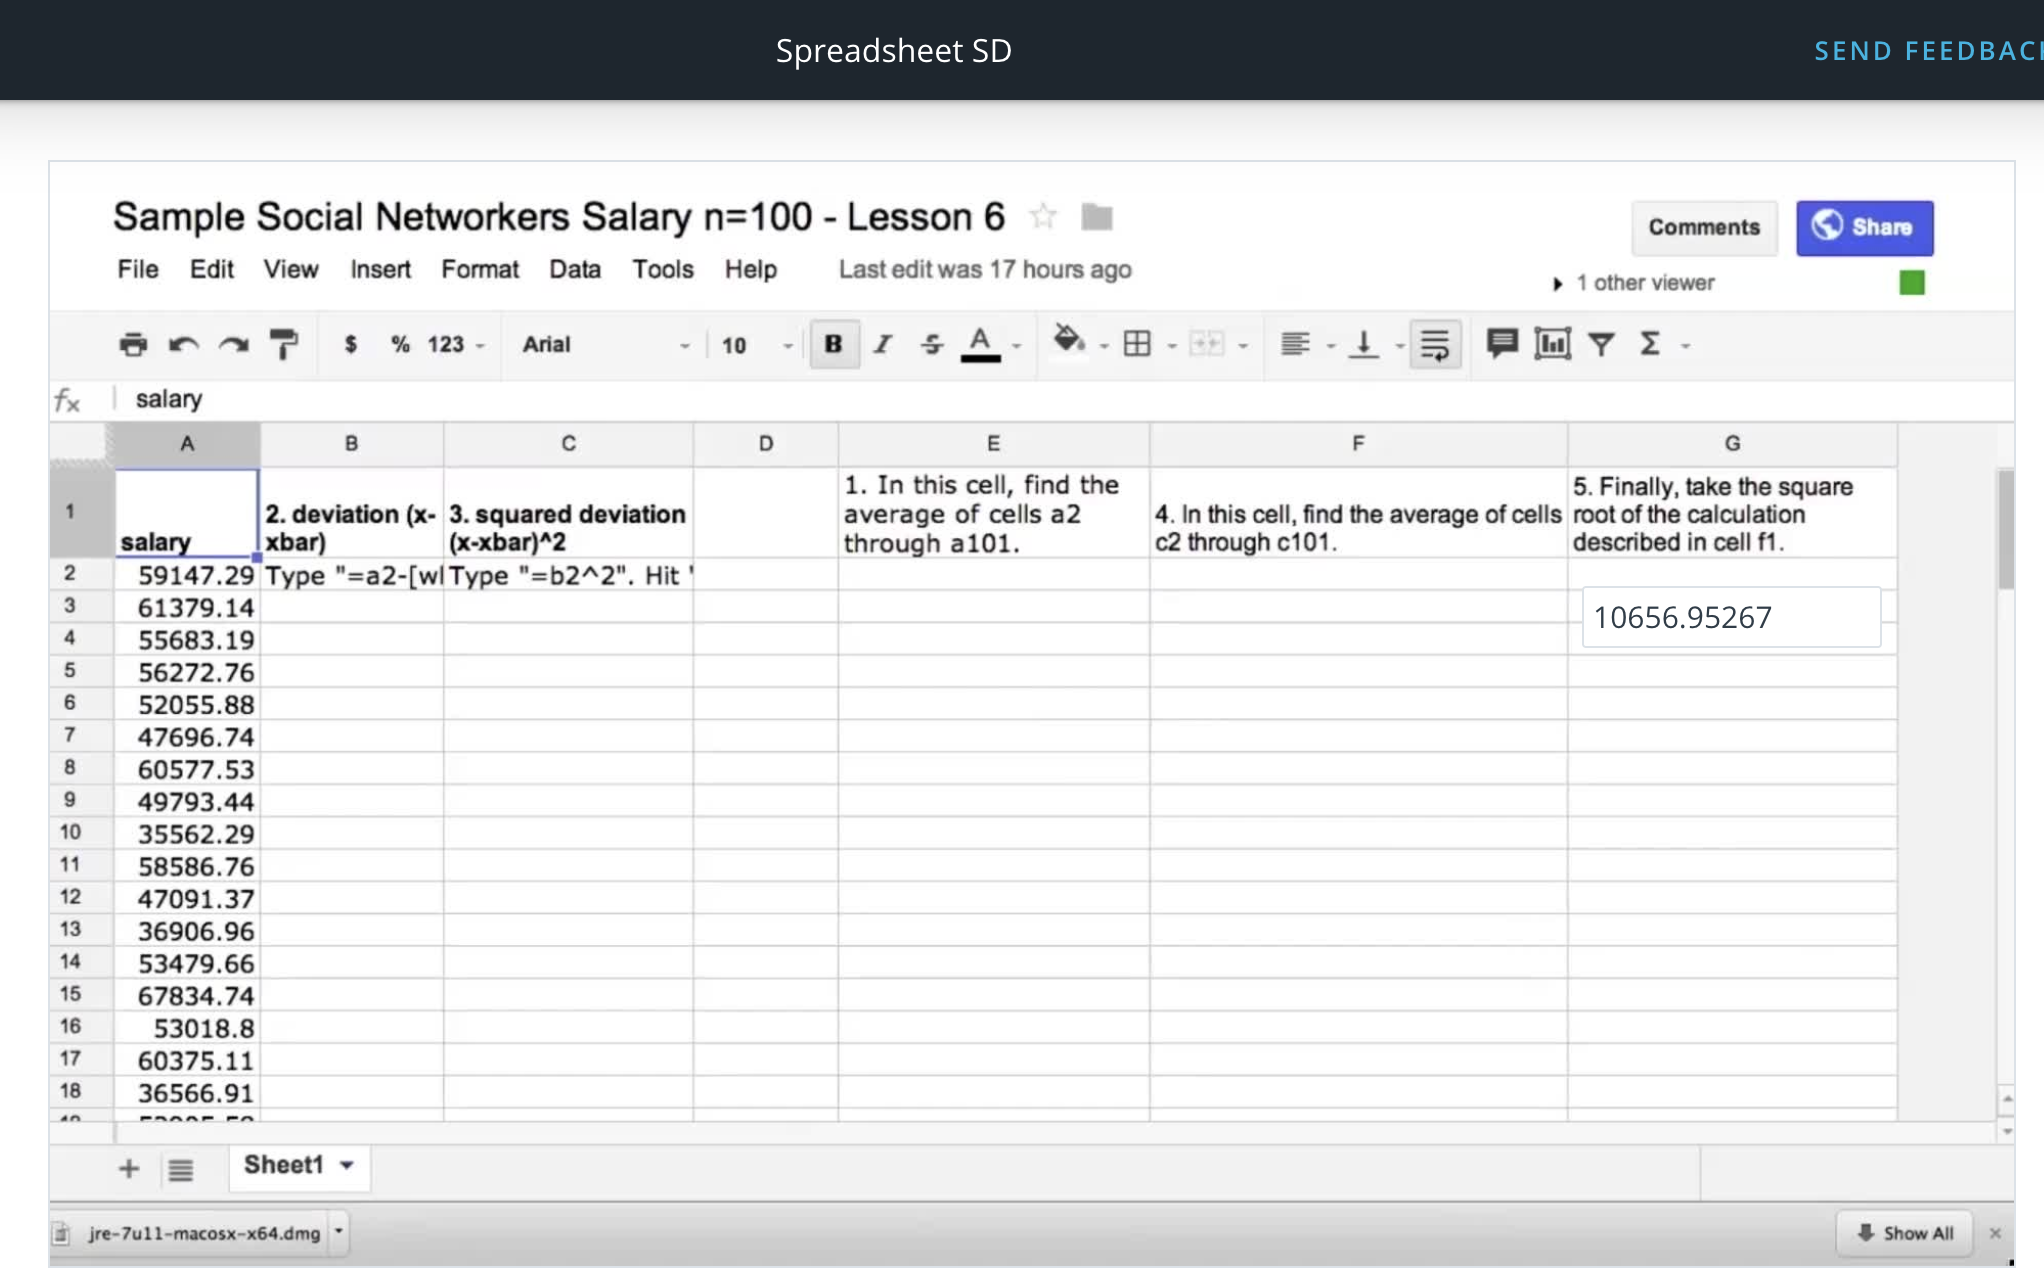 Spreadsheet SD
SEND FEEDBAC
Sample Social Networkers Salary n=100 - Lesson 6
Comments
Share
File Edit View Insert Format Data Tools Help Last edit was 17 hours ago
1 other viewer
$ % 123 Arial 10 B I S A Σ
fx salary
A B C D E F G
1
salary
2. deviation (x-
xbar)
3. squared deviation
(x-xbar)^2
1. In this cell, find the
average of cells a2
through a101.
4. In this cell, find the average of cells
c2 through c101.
5. Finally, take the square
root of the calculation
described in cell f1.
2 59147.29 Type "=a2-[w Type "=b2^2". Hit '
3 61379.14
10656.95267
4 55683.19
5 56272.76
6 52055.88
7 47696.74
8 60577.53
9 49793.44
10 35562.29
11 58586.76
12 47091.37
13 36906.96
14 53479.66
15 67834.74
16 53018.8
17 60375.11
18 36566.91
+ Sheet1
jre-7u11-macosx-x64.dmg
Show All ×